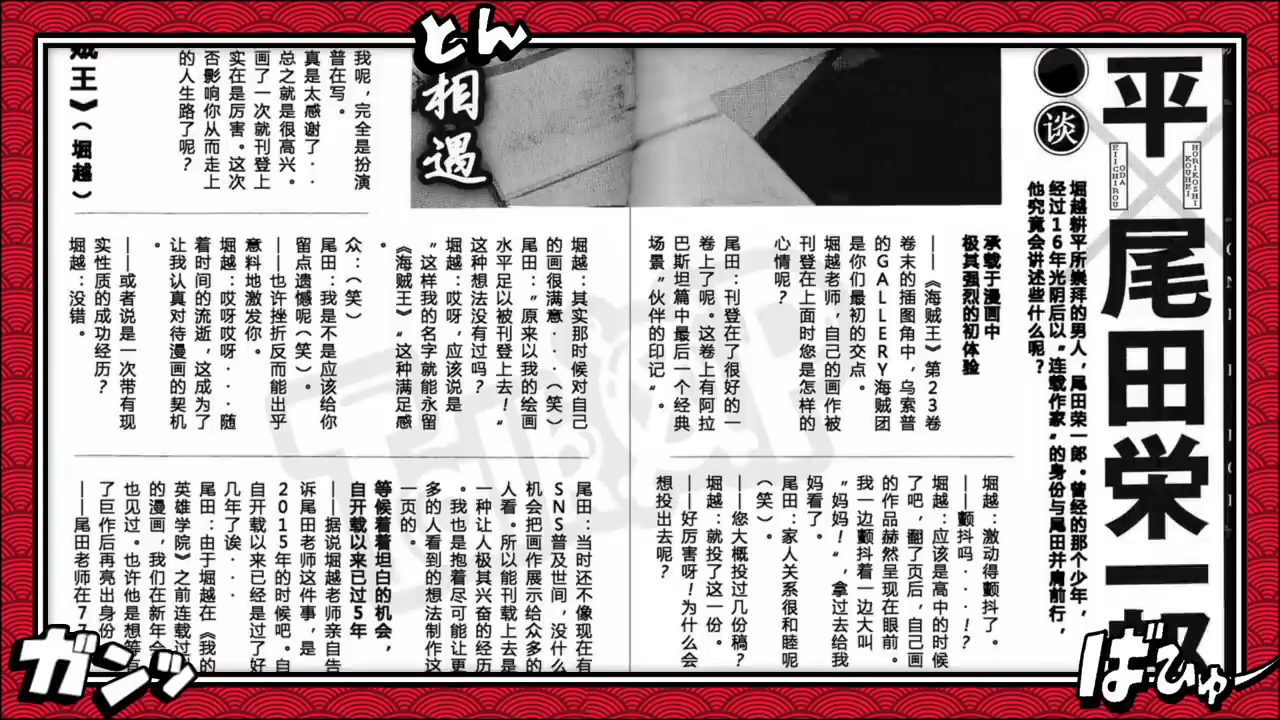 平
尾田栄一郎
HORIKOSHI
KOUHEI
ODA
EIICHIROU
谈
堀越耕平所崇拜的男人，尾田荣一郎。曾经的那个少年，
经过16年光阴后以“连载作家”的身份与尾田并肩前行，
他究竟会讲述些什么呢？
とん
相遇
承载于漫画中
极其强烈的初体验
——《海贼王》第23卷
卷末的插图角中，乌索普
的GALLERY海贼团
是你们最初的交点。
堀越老师，自己的画作被
刊登在上面时您是怎样的
心情呢？
尾田：刊登在了很好的一
卷上了呢。这卷上有阿拉
巴斯坦篇中最后一个经典
场景“伙伴的印记”。
堀越：激动得颤抖了。
——颤抖吗...！？
堀越：应该是高中的时候
了吧，翻了页后，自己画
的作品赫然呈现在眼前。
我一边颤抖着一边大叫
“妈妈！”，拿过去给我
妈看了。
尾田：家人关系很和睦呢
（笑）。
——您大概投过几份稿？
堀越：就投了这一份。
——好厉害呀！为什么会
想投出去呢？
我呢，完全是扮演
普在写。
真是太感谢了...
总之就是很高兴。
画了一次就刊登上
实在是厉害。这次
否影响你从而走上
的人生路了呢？
贼王》（堀越）
堀越：其实那时候对自己
的画很满意...（笑）
尾田：“原来以我的绘画
水平足以被刊登上去！”
这种想法没有过吗？
堀越：哎呀，应该说是
“这样我的名字就能永留
《海贼王》”这种满足感
。
众：（笑）
尾田：我是不是应该给你
留点遗憾呢（笑）。
——也许挫折反而能出乎
意料地激发你。
堀越：哎呀哎呀...随
着时间的流逝，这成为了
让我认真对待漫画的契机
。
——或者说是一次带有现
实性质的成功经历？
堀越：没错。
尾田：当时还不像现在有
SNS普及世间，没什么
机会把画作展示给众多的
人看。所以能刊载上去是
一种让人极其兴奋的经历
。我也是抱着尽可能让更
多的人看到的想法制作这
一页的。
等候着着坦白的机会，
自开载以来已过5年
——据说堀越老师亲自告
诉尾田老师这件事，是
2015年的时候吧。自
自开载以来已经是过了好
几年了诶...
尾田：由于堀越在《我的
英雄学院》之前连载过
的漫画，我们在新年会
也见过。也许他是想等有
了巨作后再亮出身份
——尾田老师在7
ガンッ
ばひゅー